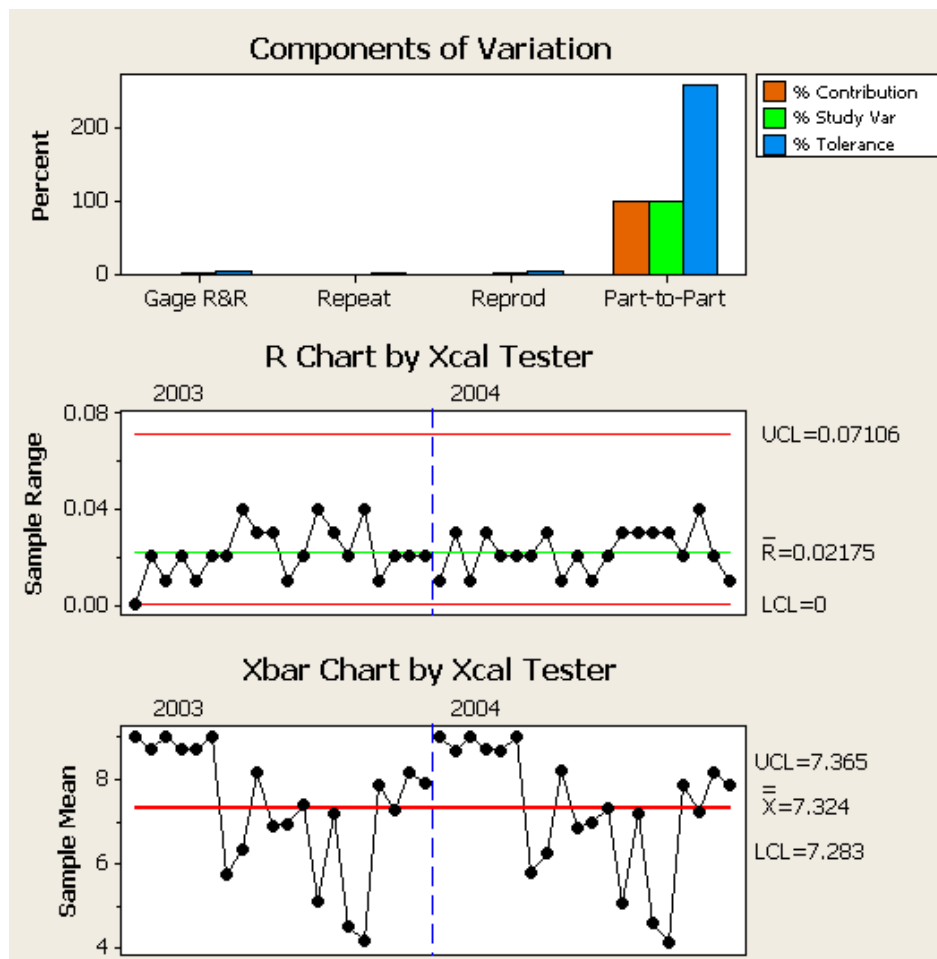 Components of Variation
% Contribution
% Study Var
% Tolerance
Percent
200
100
0
Gage R&R Repeat Reprod Part-to-Part
R Chart by Xcal Tester
2003 2004
Sample Range
0.08
0.04
0.00
UCL=0.07106
R̅=0.02175
LCL=0
Xbar Chart by Xcal Tester
2003 2004
Sample Mean
8
6
4
UCL=7.365
X̿=7.324
LCL=7.283